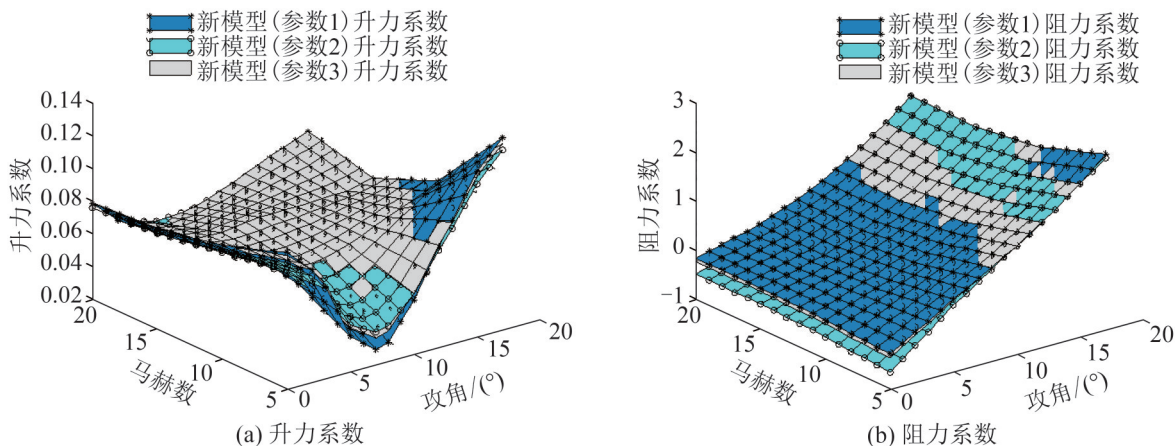 新模型(参数1)升力系数
新模型(参数2)升力系数
新模型(参数3)升力系数
0.14
0.12
0.10
0.08
0.06
0.04
0.02
升力系数
20
15
10
5
马赫数
0
5
10
15
20
攻角/(°)
(a) 升力系数
新模型(参数1)阻力系数
新模型(参数2)阻力系数
新模型(参数3)阻力系数
3
2
1
0
−1
阻力系数
20
15
10
5
马赫数
0
5
10
15
20
攻角/(°)
(b) 阻力系数